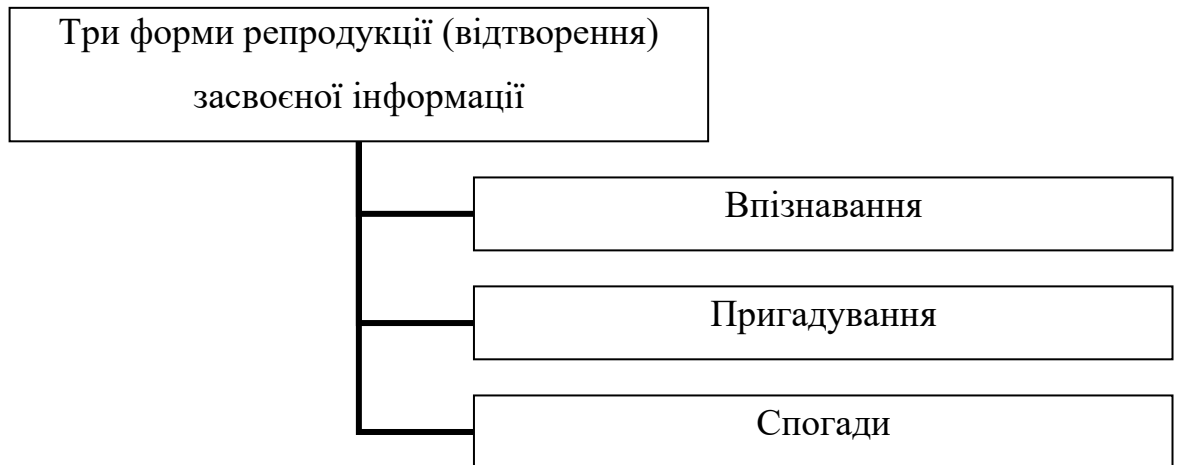 Три форми репродукції (відтворення)
засвоєної інформації
Впізнавання
Пригадування
Спогади